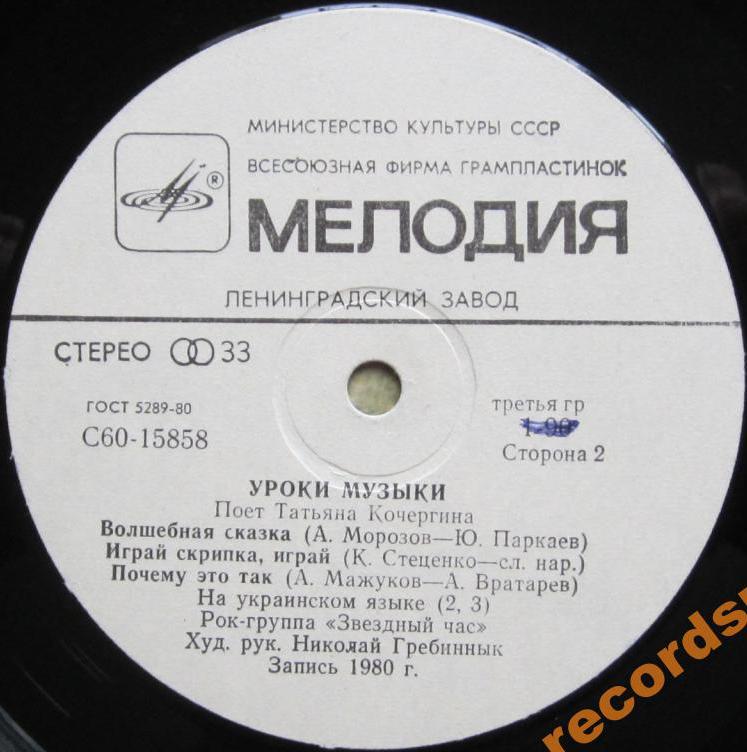 МИНИСТЕРСТВО КУЛЬТУРЫ СССР
ВСЕСОЮЗНАЯ ФИРМА ГРАМПЛАСТИНОК
®
МЕЛОДИЯ
ЛЕНИНГРАДСКИЙ ЗАВОД
СТЕРЕО 33
ГОСТ 5289-80
третья гр
С60-15858
1-90
Сторона 2
УРОКИ МУЗЫКИ
Поет Татьяна Кочергина
Волшебная сказка (А. Морозов—Ю. Паркаев)
Играй скрипка, играй (К. Стеценко—сл. нар.)
Почему это так (А. Мажуков—А. Вратарев)
На украинском языке (2, 3)
Рок-группа «Звездный час»
Худ. рук. Николай Гребиннык
Запись 1980 г.
records